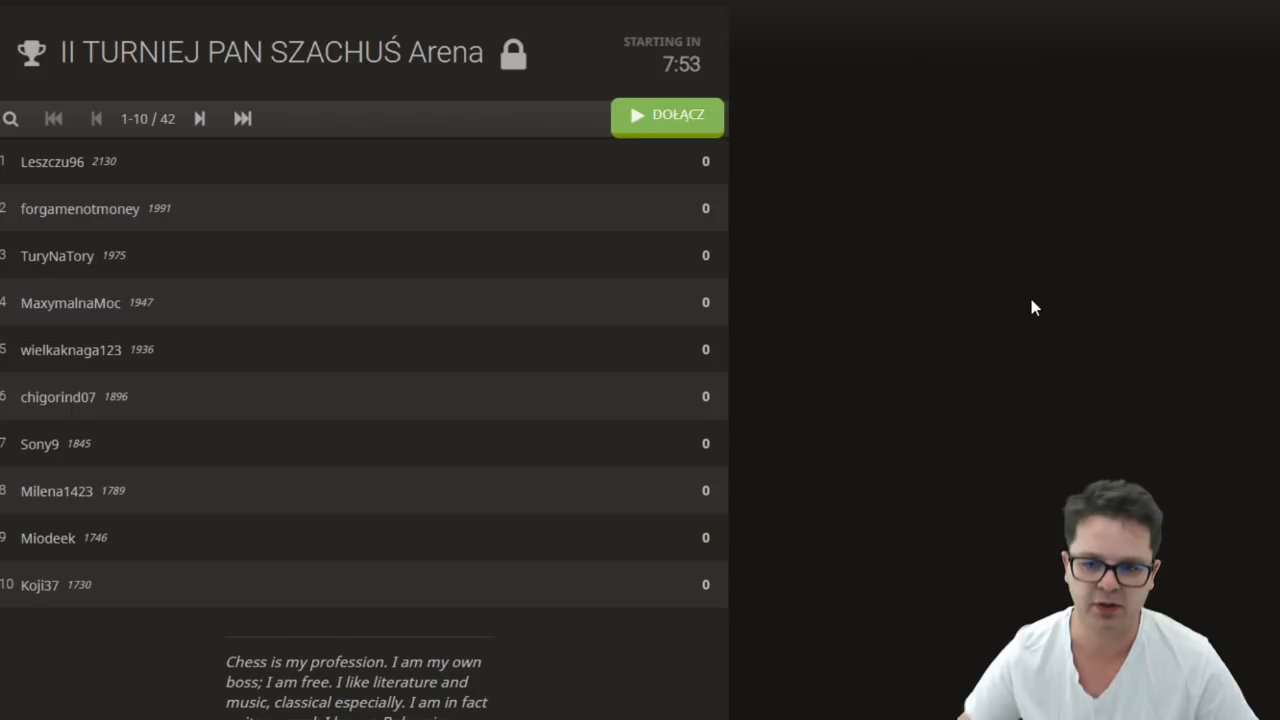 II TURNIEJ PAN SZACHUŚ Arena
STARTING IN
7:53
1-10 / 42
DOŁĄCZ
1 Leszczu96 2130 0
2 forgamenotmoney 1991 0
3 TuryNaTory 1975 0
4 MaxymalnaMoc 1947 0
5 wielkaknaga123 1936 0
6 chigorind07 1896 0
7 Sony9 1845 0
8 Milena1423 1789 0
9 Miodeek 1746 0
10 Koji37 1730 0
Chess is my profession. I am my own
boss; I am free. I like literature and
music, classical especially. I am in fact